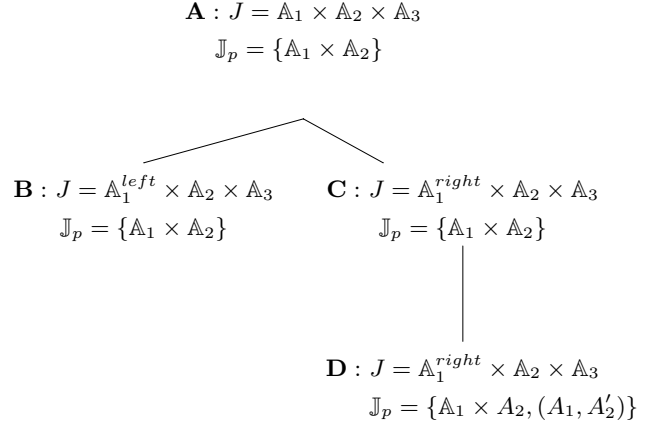 A : J = 𝔸₁ × 𝔸₂ × 𝔸₃
𝕁ₚ = {𝔸₁ × 𝔸₂}
B : J = 𝔸₁^{left} × 𝔸₂ × 𝔸₃
𝕁ₚ = {𝔸₁ × 𝔸₂}
C : J = 𝔸₁^{right} × 𝔸₂ × 𝔸₃
𝕁ₚ = {𝔸₁ × 𝔸₂}
D : J = 𝔸₁^{right} × 𝔸₂ × 𝔸₃
𝕁ₚ = {𝔸₁ × A₂, (A₁, A₂′)}